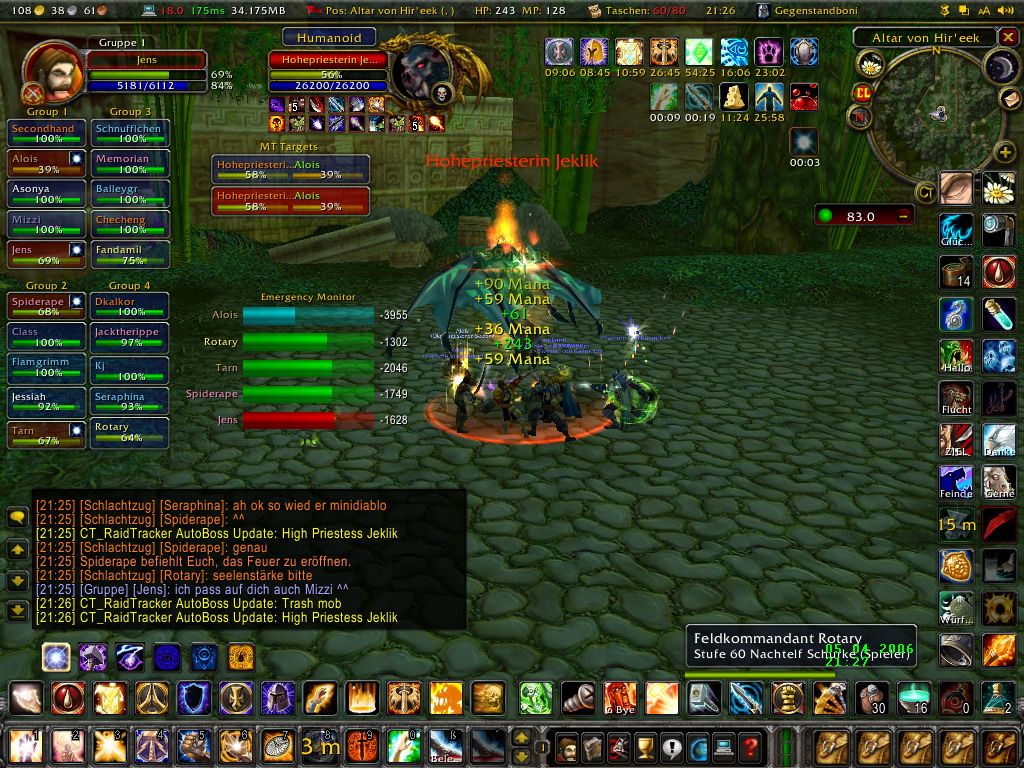 108 38 61 18.0 175ms 34.175MB Pos: Altar von Hir'eek (, ) HP: 243 MP: 128 Taschen: 60/80 21:26 Gegenstandboni
Gruppe 1
Jens
69%
5181/6112 84%
Humanoid
Hohepriesterin Je...
56%
26200/26200
Altar von Hir'eek
09:06 08:45 10:59 26:45 54:25 16:06 23:02
00:09 00:19 11:24 25:58
00:03
83.0
Group 1 Group 3
Secondhand 100% Schnufflchen 100%
Alois 39% Memorian 100%
Asonya 100% Balleygr 100%
Mizzi 100% Checheng 100%
Jens 69% Fandamil 75%
Group 2 Group 4
Spiderape 68% Dkalkor 100%
Class 100% Jacktherippe 97%
Flamgrimm 100% Kj 100%
Jessiah 92% Seraphina 93%
Tarn 67% Rotary 64%
MT Targets
Hohepriesteri... Alois
58% 39%
Hohepriesteri... Alois
58% 39%
Hohepriesterin Jeklik
+90 Mana
+59 Mana
+61
+36 Mana
+243
+59 Mana
Emergency Monitor
Alois -3955
Rotary -1302
Tarn -2046
Spiderape -1749
Jens -1628
[21:25] [Schlachtzug] [Seraphina]: ah ok so wied er minidiablo
[21:25] [Schlachtzug] [Spiderape]: ^^
[21:25] CT_RaidTracker AutoBoss Update: High Priestess Jeklik
[21:25] [Schlachtzug] [Spiderape]: genau
[21:25] Spiderape befiehlt Euch, das Feuer zu eröffnen.
[21:25] [Schlachtzug] [Rotary]: seelenstärke bitte
[21:25] [Gruppe] [Jens]: ich pass auf dich auch Mizzi ^^
[21:26] CT_RaidTracker AutoBoss Update: Trash mob
[21:26] CT_RaidTracker AutoBoss Update: High Priestess Jeklik
Feldkommandant Rotary
Stufe 60 Nachtelf Schurke (Spieler)
05.04.2006
21:27
14
Hallo
Flucht
ZIEL Danke
Feinde Gerne
15 m
Würf...
Bye
30 16 0 2
3 m
Bele...